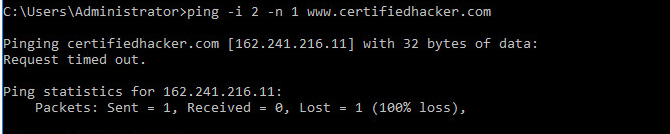 C:\Users\Administrator>ping -i 2 -n 1 www.certifiedhacker.com
Pinging certifiedhacker.com [162.241.216.11] with 32 bytes of data:
Request timed out.
Ping statistics for 162.241.216.11:
    Packets: Sent = 1, Received = 0, Lost = 1 (100% loss),